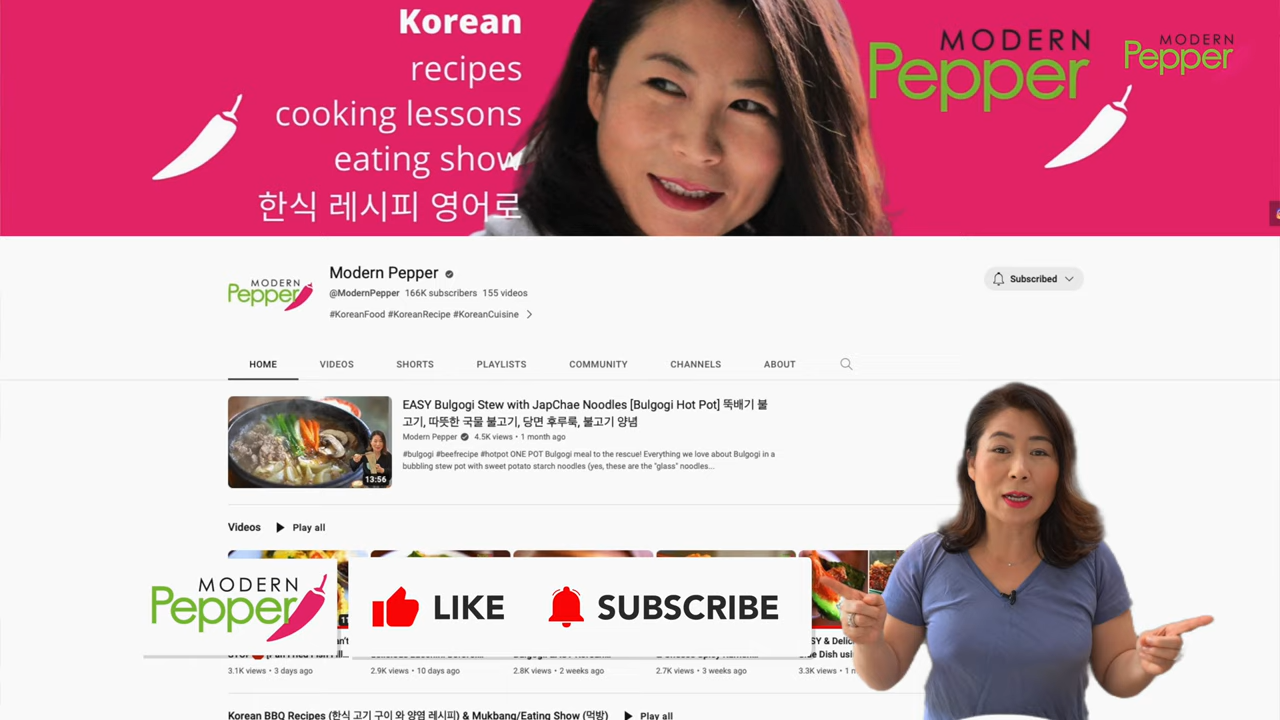 Korean
recipes
cooking lessons
eating show
한식 레시피 영어로
MODERN
Pepper
MODERN
Pepper
MODERN
Pepper
Modern Pepper
@ModernPepper 166K subscribers 155 videos
#KoreanFood #KoreanRecipe #KoreanCuisine
Subscribed
HOME VIDEOS SHORTS PLAYLISTS COMMUNITY CHANNELS ABOUT
13:56
EASY Bulgogi Stew with JapChae Noodles [Bulgogi Hot Pot] 뚝배기 불
고기, 따뜻한 국물 불고기, 당면 후루룩, 불고기 양념
Modern Pepper 4.5K views • 1 month ago
#bulgogi #beefrecipe #hotpot ONE POT Bulgogi meal to the rescue! Everything we love about Bulgogi in a
bubbling stew pot with sweet potato starch noodles (yes, these are the "glass" noodles...
Videos Play all
MODERN
Pepper
LIKE SUBSCRIBE
3.1K views • 3 days ago
2.9K views • 10 days ago
2.8K views • 2 weeks ago
2.7K views • 3 weeks ago
3.3K views
Korean BBQ Recipes (한식 고기 구이 와 양염 레시피) & Mukbang/Eating Show (먹방) Play all